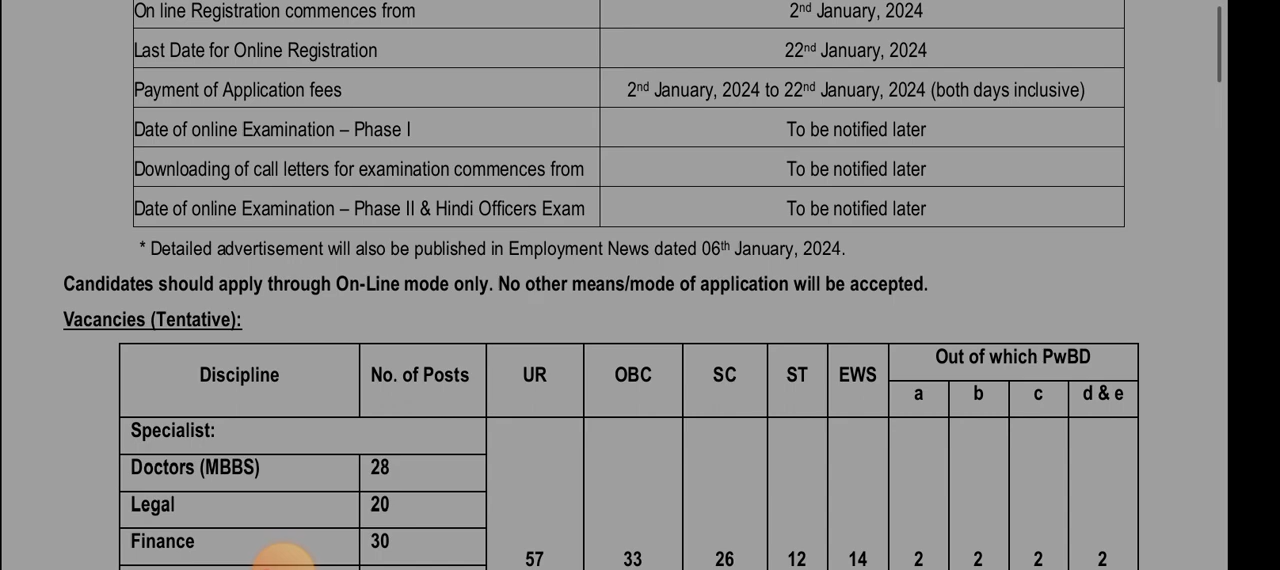 On line Registration commences from 2nd January, 2024
Last Date for Online Registration 22nd January, 2024
Payment of Application fees 2nd January, 2024 to 22nd January, 2024 (both days inclusive)
Date of online Examination – Phase I To be notified later
Downloading of call letters for examination commences from To be notified later
Date of online Examination – Phase II & Hindi Officers Exam To be notified later
* Detailed advertisement will also be published in Employment News dated 06th January, 2024.
Candidates should apply through On-Line mode only. No other means/mode of application will be accepted.
Vacancies (Tentative):
Discipline No. of Posts UR OBC SC ST EWS Out of which PwBD
a b c d & e
Specialist:
Doctors (MBBS) 28
Legal 20
Finance 30
57 33 26 12 14 2 2 2 2